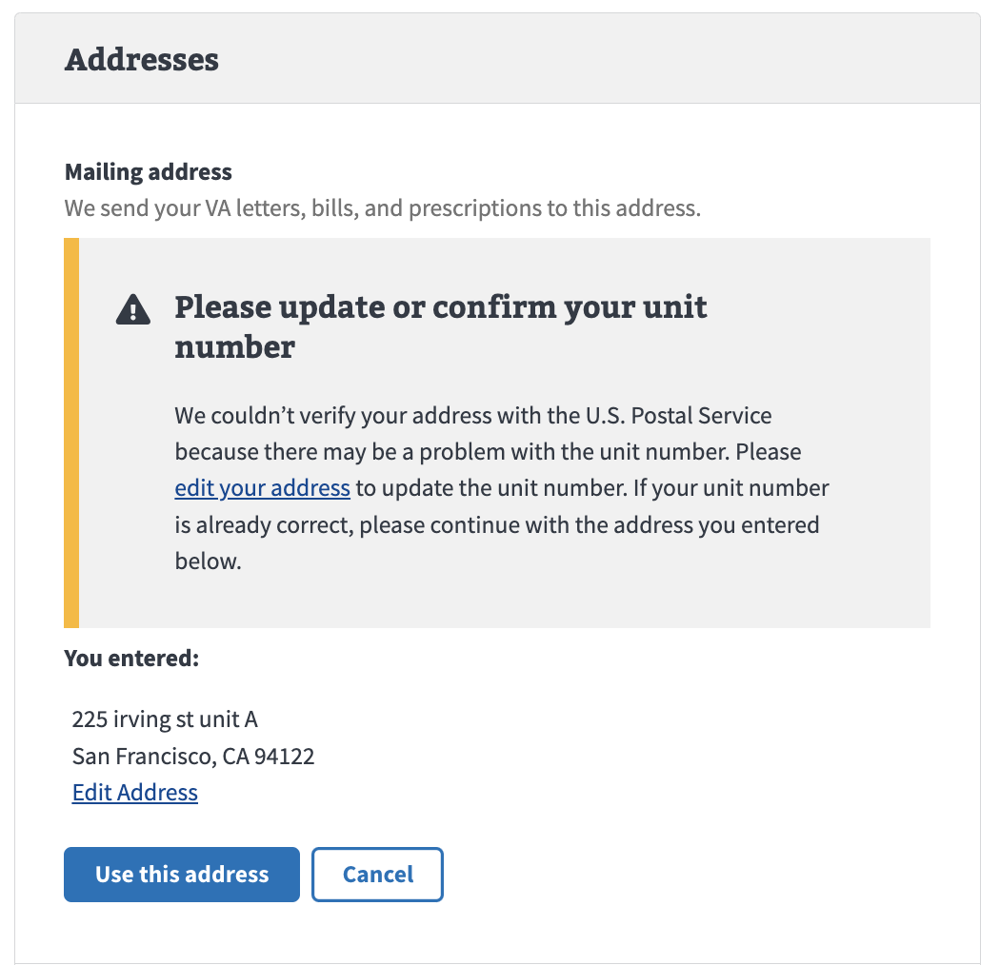 Addresses
Mailing address
We send your VA letters, bills, and prescriptions to this address.
Please update or confirm your unit
number
We couldn’t verify your address with the U.S. Postal Service
because there may be a problem with the unit number. Please
edit your address to update the unit number. If your unit number
is already correct, please continue with the address you entered
below.
You entered:
225 irving st unit A
San Francisco, CA 94122
Edit Address
Use this address
Cancel